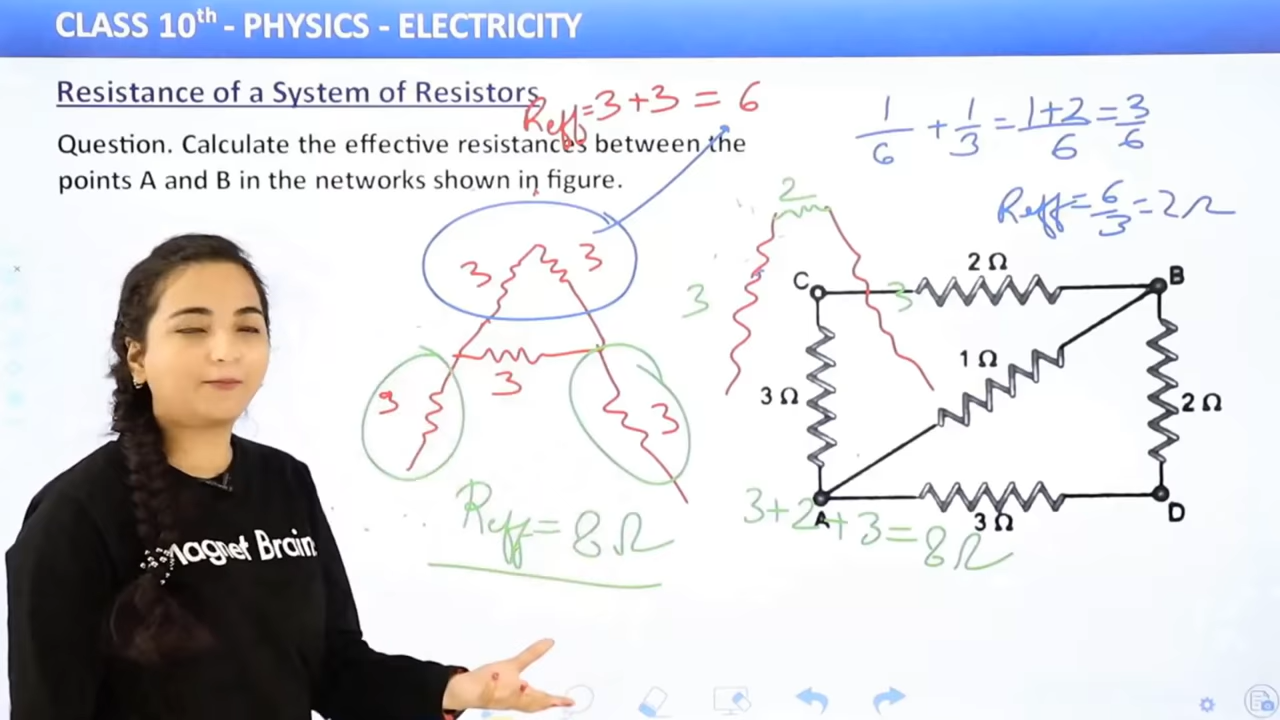 CLASS 10th - PHYSICS - ELECTRICITY
Resistance of a System of Resistors
Reff = 3+3 = 6
Question. Calculate the effective resistances between the
points A and B in the networks shown in figure.
1/6 + 1/3 = 1+2/6 = 3/6
Reff = 6/3 = 2Ω
3 3
3
3 3
Reff = 8Ω
2
3 3
3+2+3=8Ω
C 2 Ω B
1 Ω
3 Ω 2 Ω
A 3 Ω D
Magnet Brain